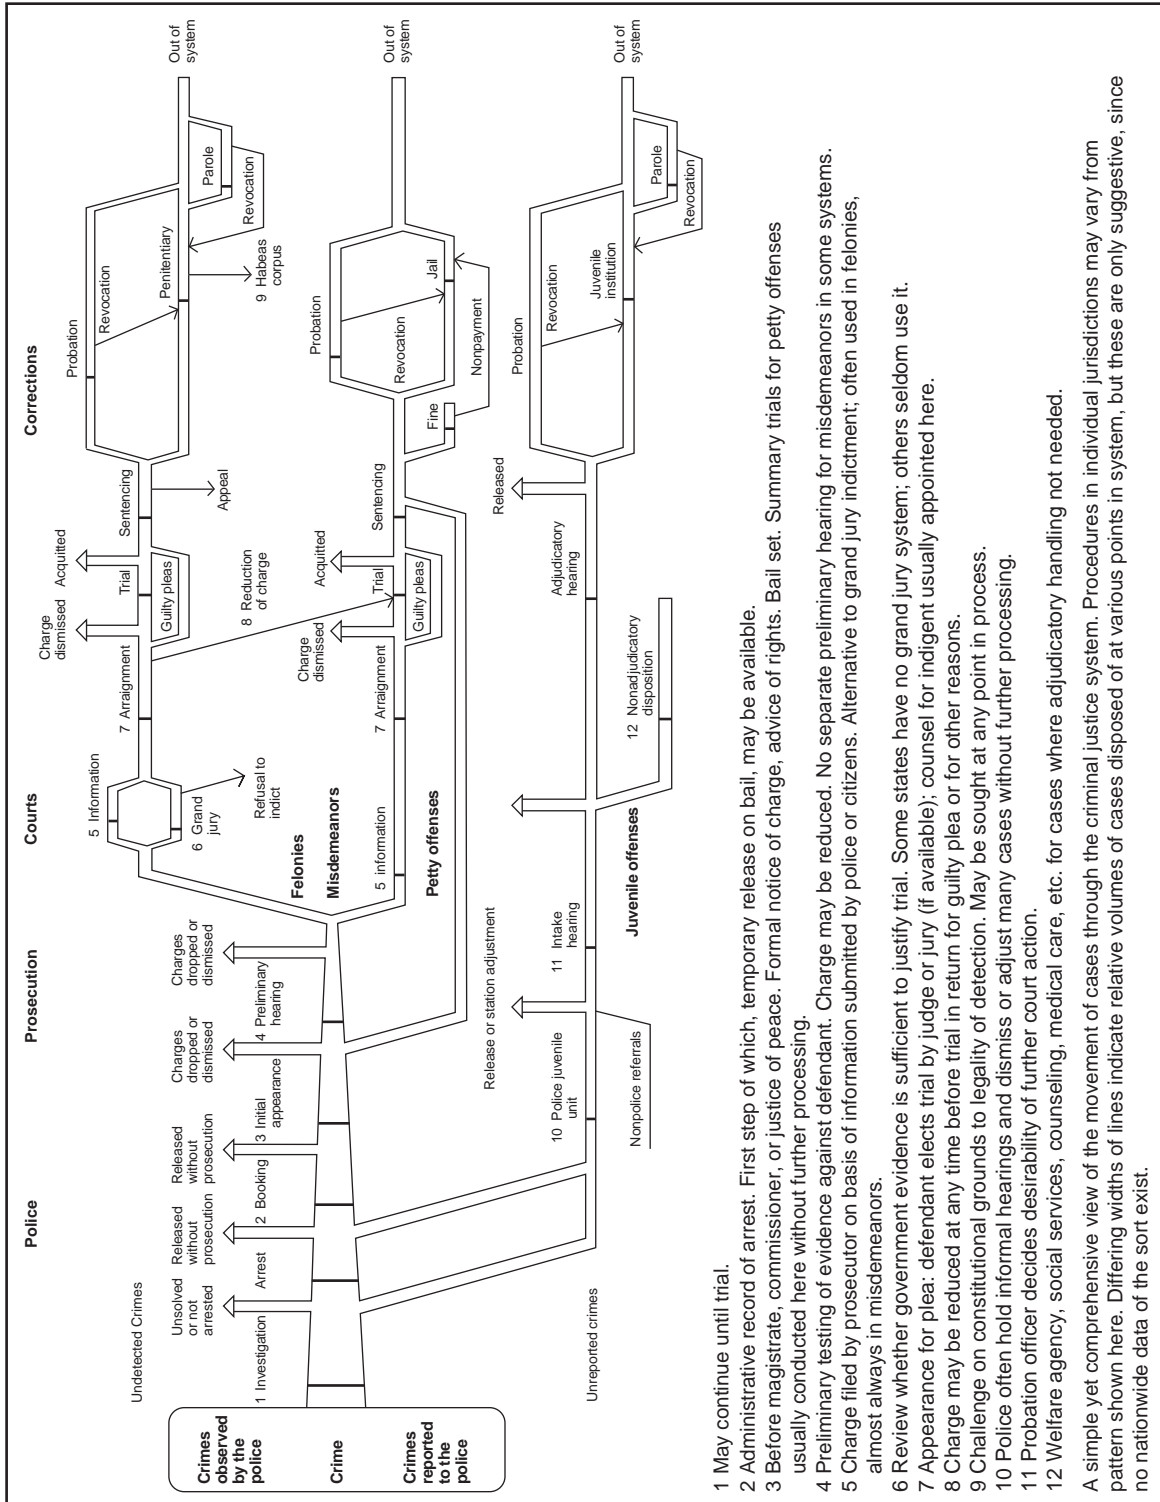 Police
Prosecution
Courts
Corrections
Undetected Crimes
Unsolved
or not
arrested
Released
without
prosecution
Released
without
prosecution
Charges
dropped or
dismissed
Charges
dropped or
dismissed
Crimes
observed
by the
police
Crime
Crimes
reported
to the
police
1 Investigation
Arrest
2 Booking
3 Initial
appearance
4 Preliminary
hearing
5 Information
6 Grand
jury
Refusal to
indict
7 Arraignment
Charge
dismissed
Trial
Acquitted
Guilty pleas
Sentencing
Appeal
Probation
Revocation
Penitentiary
9 Habeas
corpus
Parole
Revocation
Out of
system
8 Reduction
of charge
Felonies
Misdemeanors
5 information
7 Arraignment
Charge
dismissed
Trial
Acquitted
Guilty pleas
Sentencing
Fine
Nonpayment
Probation
Revocation
Jail
Out of
system
Petty offenses
Release or station adjustment
Released
Unreported crimes
10 Police juvenile
unit
Nonpolice referrals
11 Intake
hearing
Juvenile offenses
12 Nonadjudicatory
disposition
Adjudicatory
hearing
Probation
Revocation
Juvenile
institution
Parole
Revocation
Out of
system
1 May continue until trial.
2 Administrative record of arrest. First step of which, temporary release on bail, may be available.
3 Before magistrate, commissioner, or justice of peace. Formal notice of charge, advice of rights. Bail set. Summary trials for petty offenses
usually conducted here without further processing.
4 Preliminary testing of evidence against defendant. Charge may be reduced. No separate preliminary hearing for misdemeanors in some systems.
5 Charge filed by prosecutor on basis of information submitted by police or citizens. Alternative to grand jury indictment; often used in felonies,
almost always in misdemeanors.
6 Review whether government evidence is sufficient to justify trial. Some states have no grand jury system; others seldom use it.
7 Appearance for plea: defendant elects trial by judge or jury (if available); counsel for indigent usually appointed here.
8 Charge may be reduced at any time before trial in return for guilty plea or for other reasons.
9 Challenge on constitutional grounds to legality of detection. May be sought at any point in process.
10 Police often hold informal hearings and dismiss or adjust many cases without further processing.
11 Probation officer decides desirability of further court action.
12 Welfare agency, social services, counseling, medical care, etc. for cases where adjudicatory handling not needed.
A simple yet comprehensive view of the movement of cases through the criminal justice system. Procedures in individual jurisdictions may vary from
pattern shown here. Differing widths of lines indicate relative volumes of cases disposed of at various points in system, but these are only suggestive, since
no nationwide data of the sort exist.